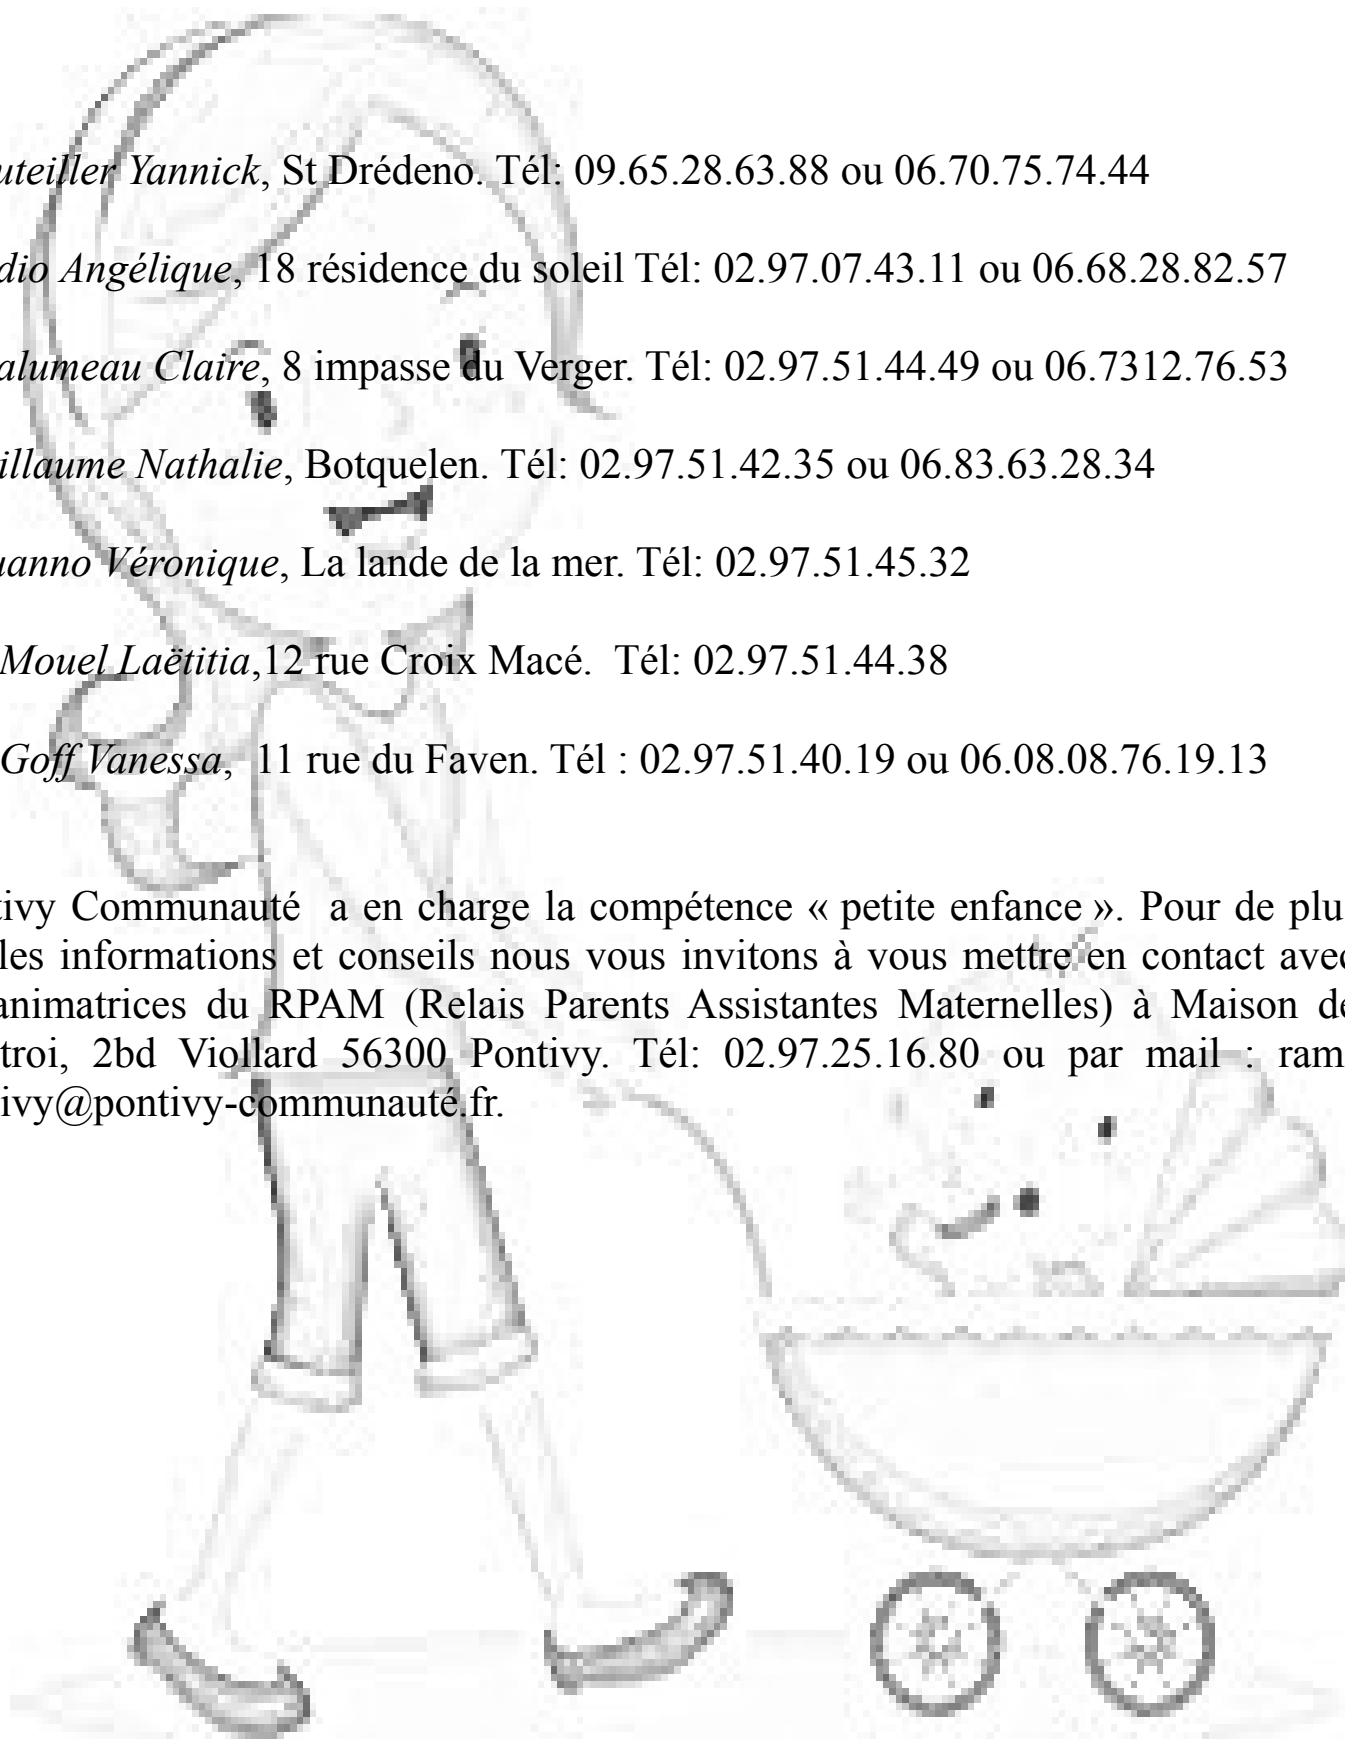 uteiller Yannick, St Drédeno. Tél: 09.65.28.63.88 ou 06.70.75.74.44
dio Angélique, 18 résidence du soleil Tél: 02.97.07.43.11 ou 06.68.28.82.57
alumeau Claire, 8 impasse du Verger. Tél: 02.97.51.44.49 ou 06.7312.76.53
illaume Nathalie, Botquelen. Tél: 02.97.51.42.35 ou 06.83.63.28.34
uanno Véronique, La lande de la mer. Tél: 02.97.51.45.32
Mouel Laëtitia,12 rue Croix Macé. Tél: 02.97.51.44.38
Goff Vanessa, 11 rue du Faven. Tél : 02.97.51.40.19 ou 06.08.08.76.19.13
tivy Communauté a en charge la compétence « petite enfance ». Pour de plu
les informations et conseils nous vous invitons à vous mettre en contact avec
animatrices du RPAM (Relais Parents Assistantes Maternelles) à Maison de
troi, 2bd Viollard 56300 Pontivy. Tél: 02.97.25.16.80 ou par mail : ram
ivy@pontivy-communauté.fr.